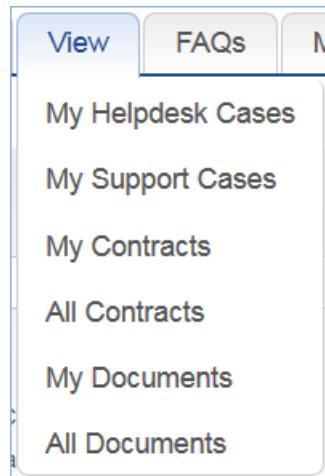 View FAQs
My Helpdesk Cases
My Support Cases
My Contracts
All Contracts
My Documents
All Documents